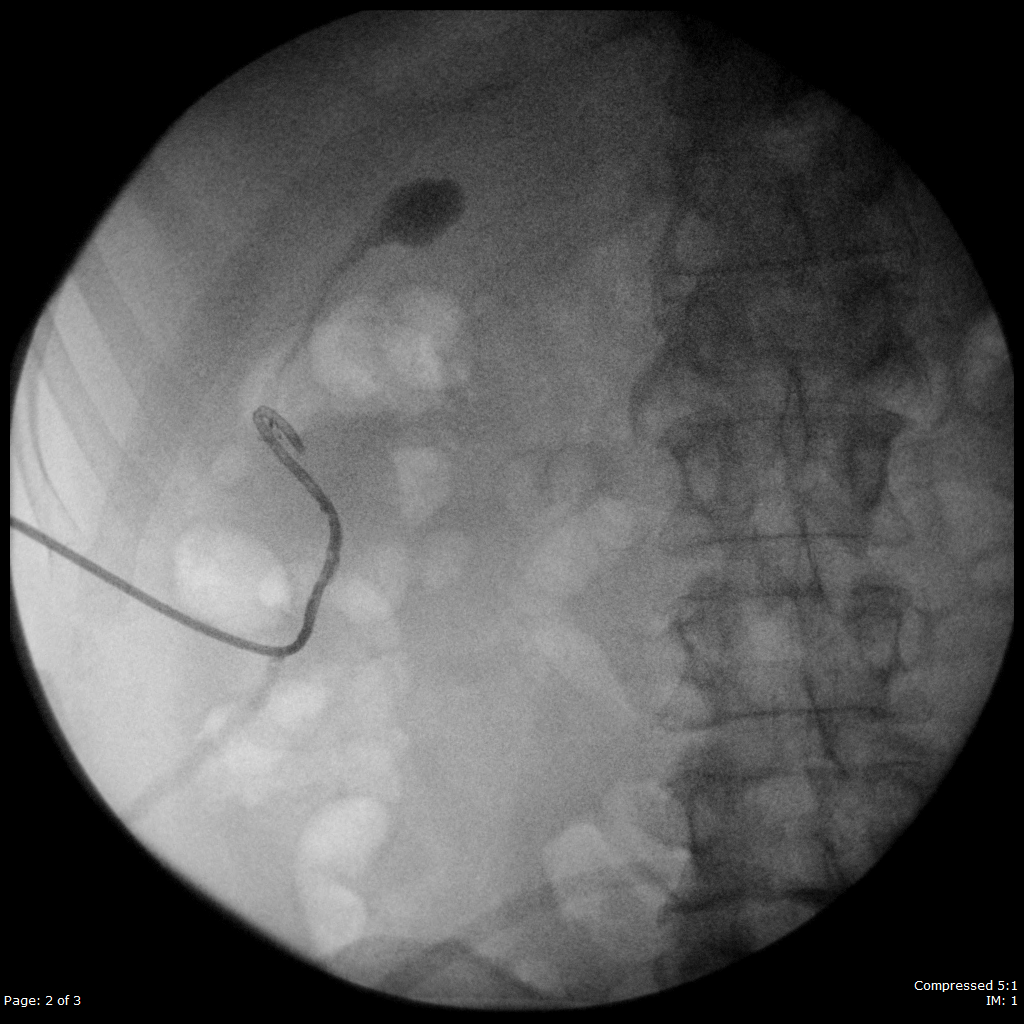 Compressed 5:1
Page: 2 of 3
IM: 1